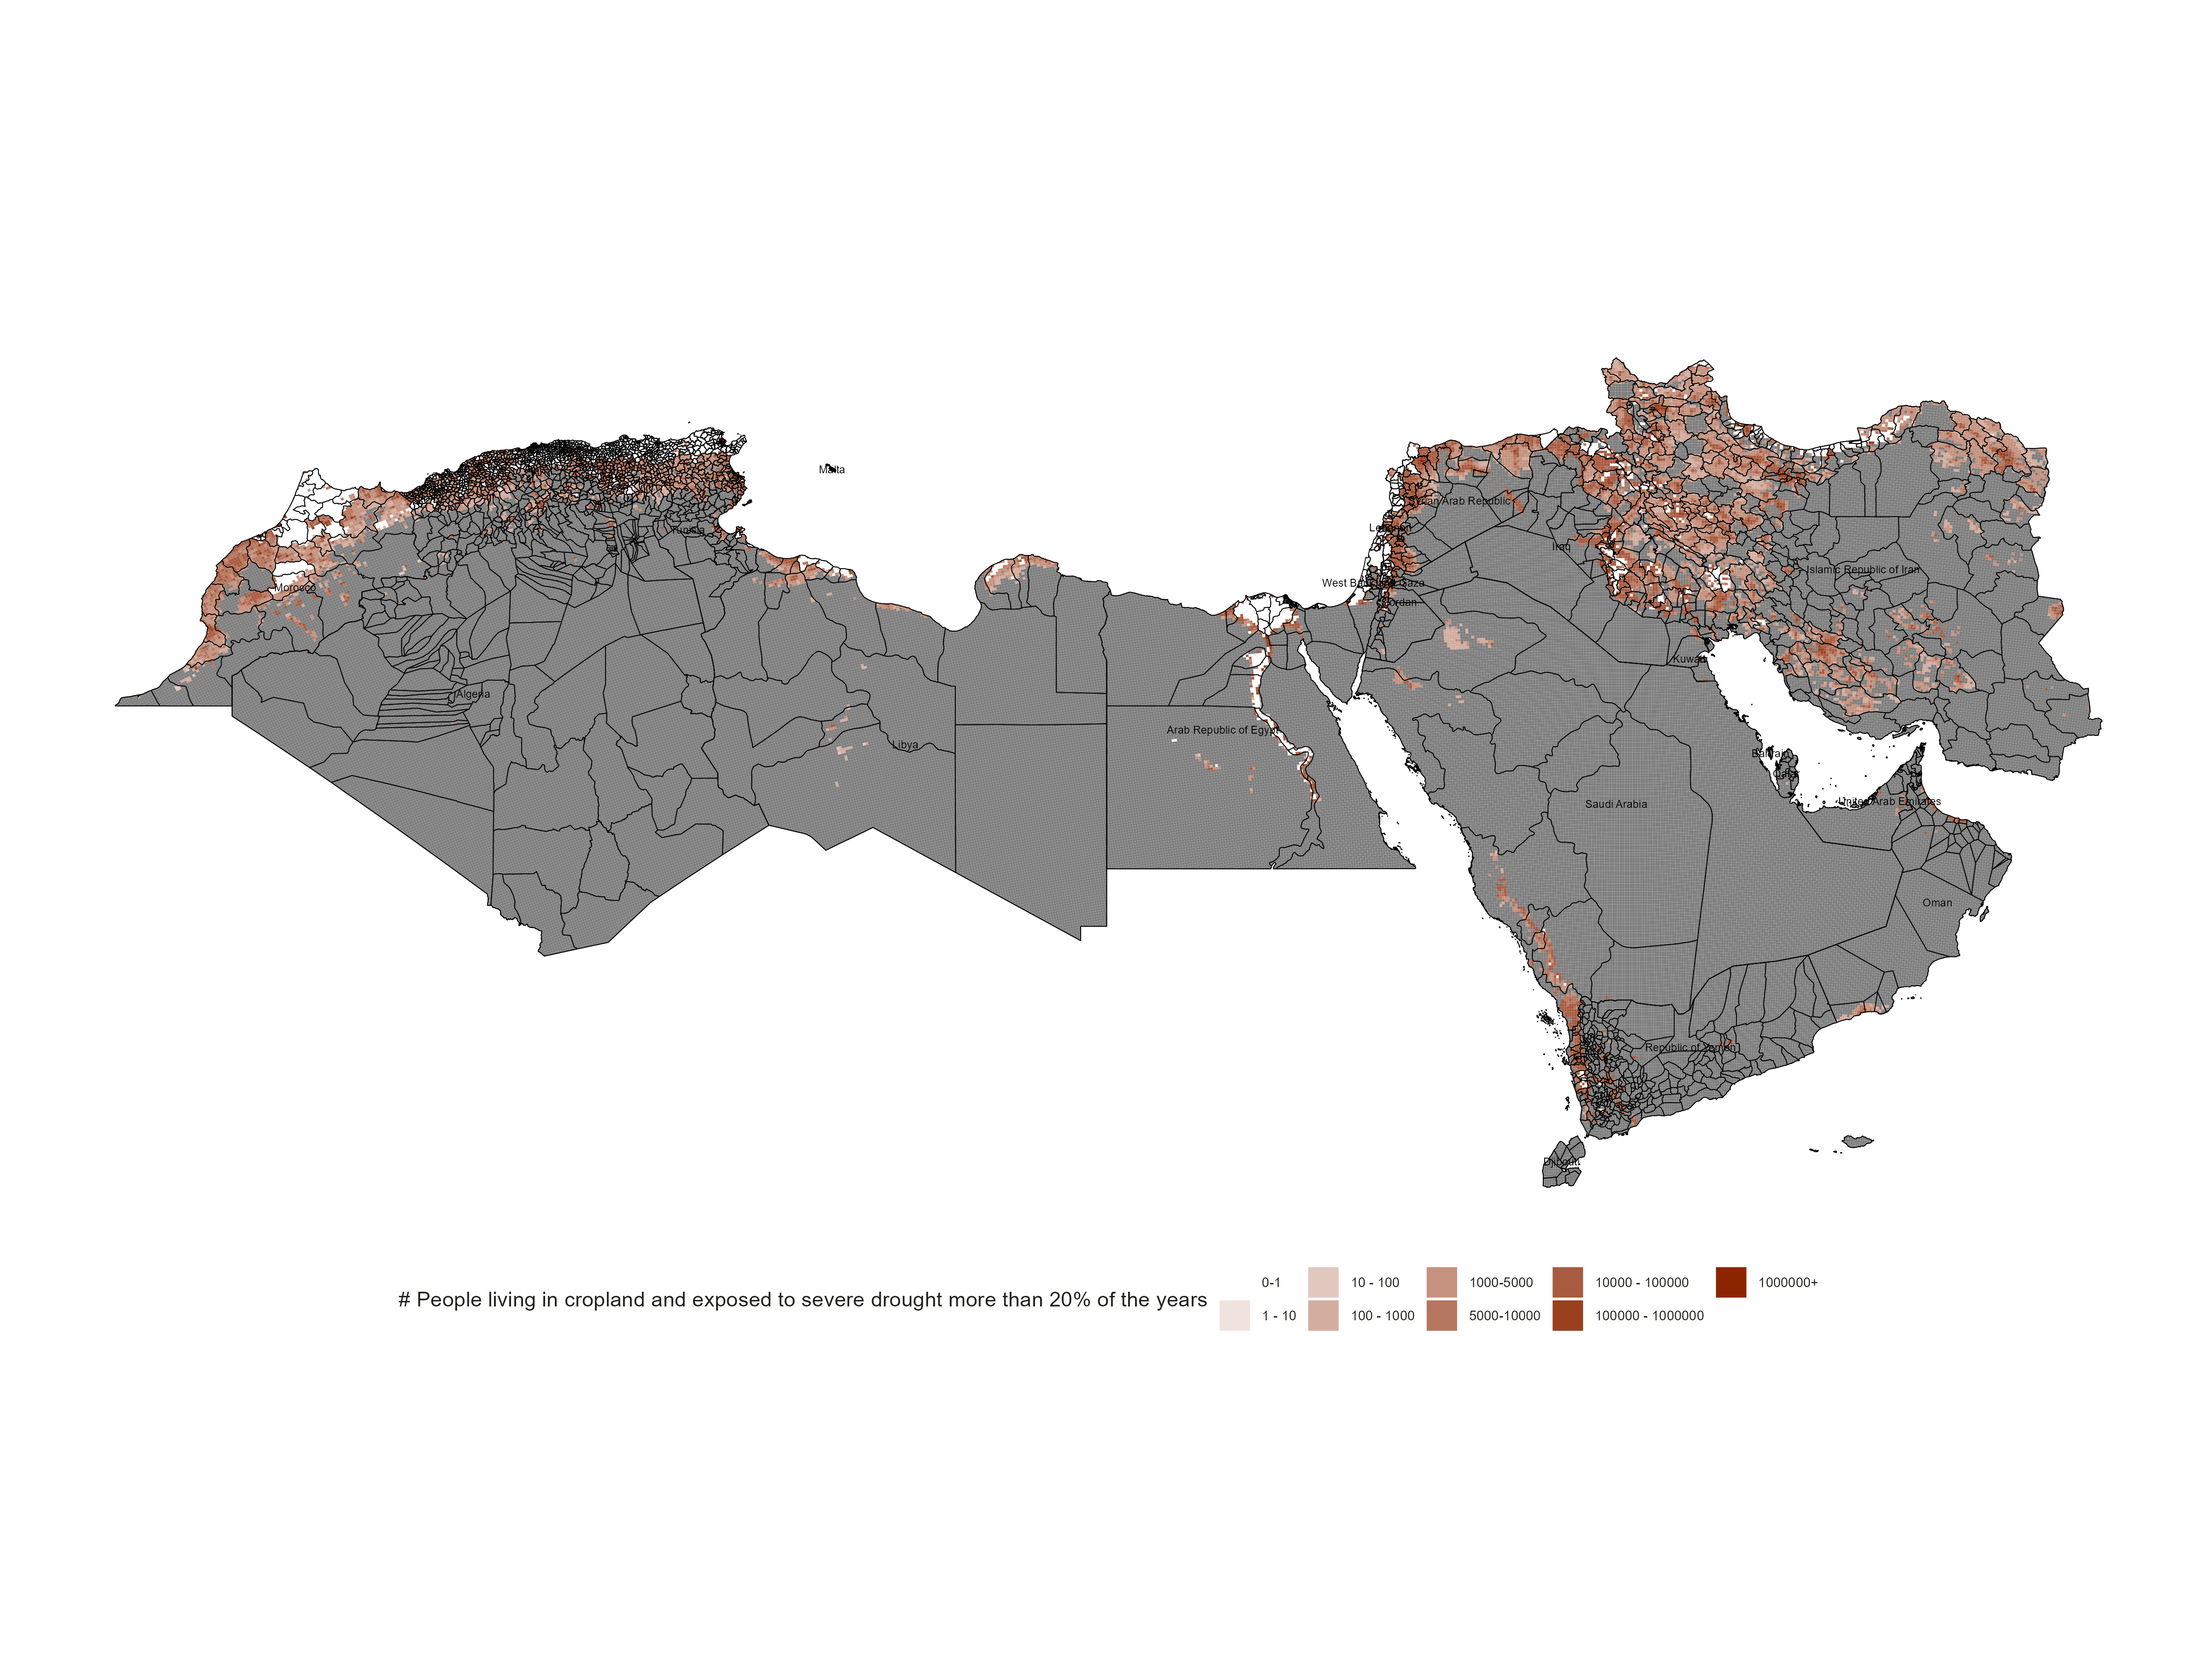 Malta
Syrian Arab Republic
Lebanon
Tunisia
Iraq
Islamic Republic of Iran
West Bank and Gaza
Morocco
Jordan
Kuwait
Algeria
Arab Republic of Egypt
Libya
Bahrain
Qatar
Saudi Arabia
United Arab Emirates
Oman
Republic of Yemen
Djibouti
# People living in cropland and exposed to severe drought more than 20% of the years
0-1
10 - 100
1000-5000
10000 - 100000
1000000+
1 - 10
100 - 1000
5000-10000
100000 - 1000000